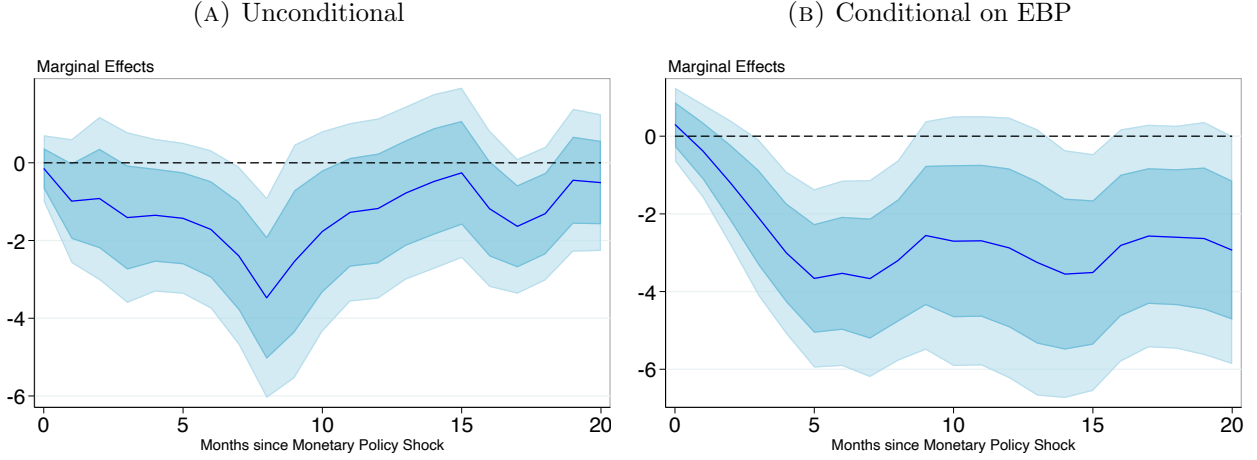 (A) Unconditional
(B) Conditional on EBP
Marginal Effects
0
-2
-4
-6
0 5 10 15 20
Months since Monetary Policy Shock
Marginal Effects
0
-2
-4
-6
0 5 10 15 20
Months since Monetary Policy Shock